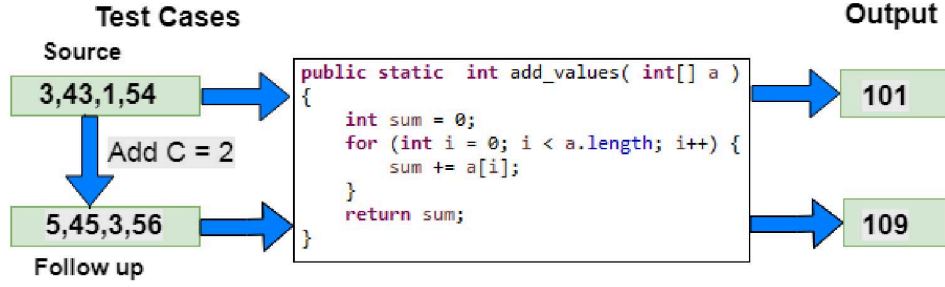 Test Cases
Output
Source
3,43,1,54
Add C = 2
5,45,3,56
Follow up
public static  int add_values( int[] a )
{
    int sum = 0;
    for (int i = 0; i < a.length; i++) {
        sum += a[i];
    }
    return sum;
}
101
109